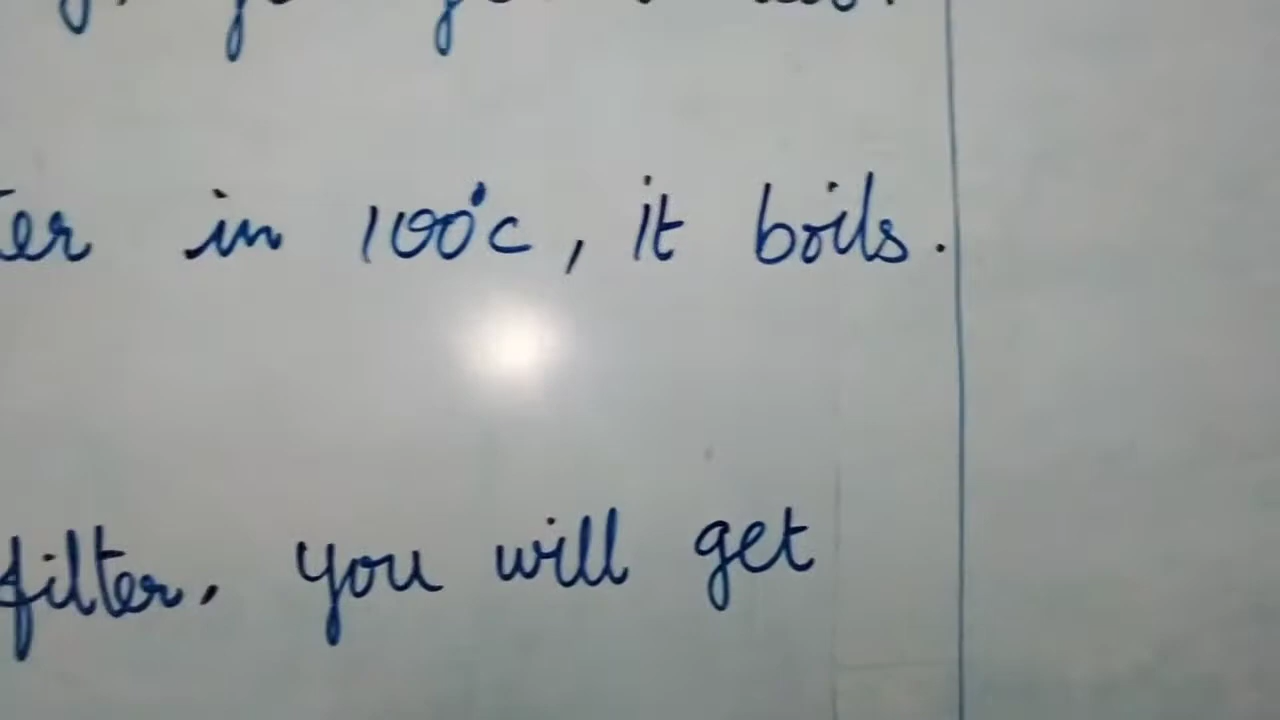 er in 100°c, it boils.
filter, you will get